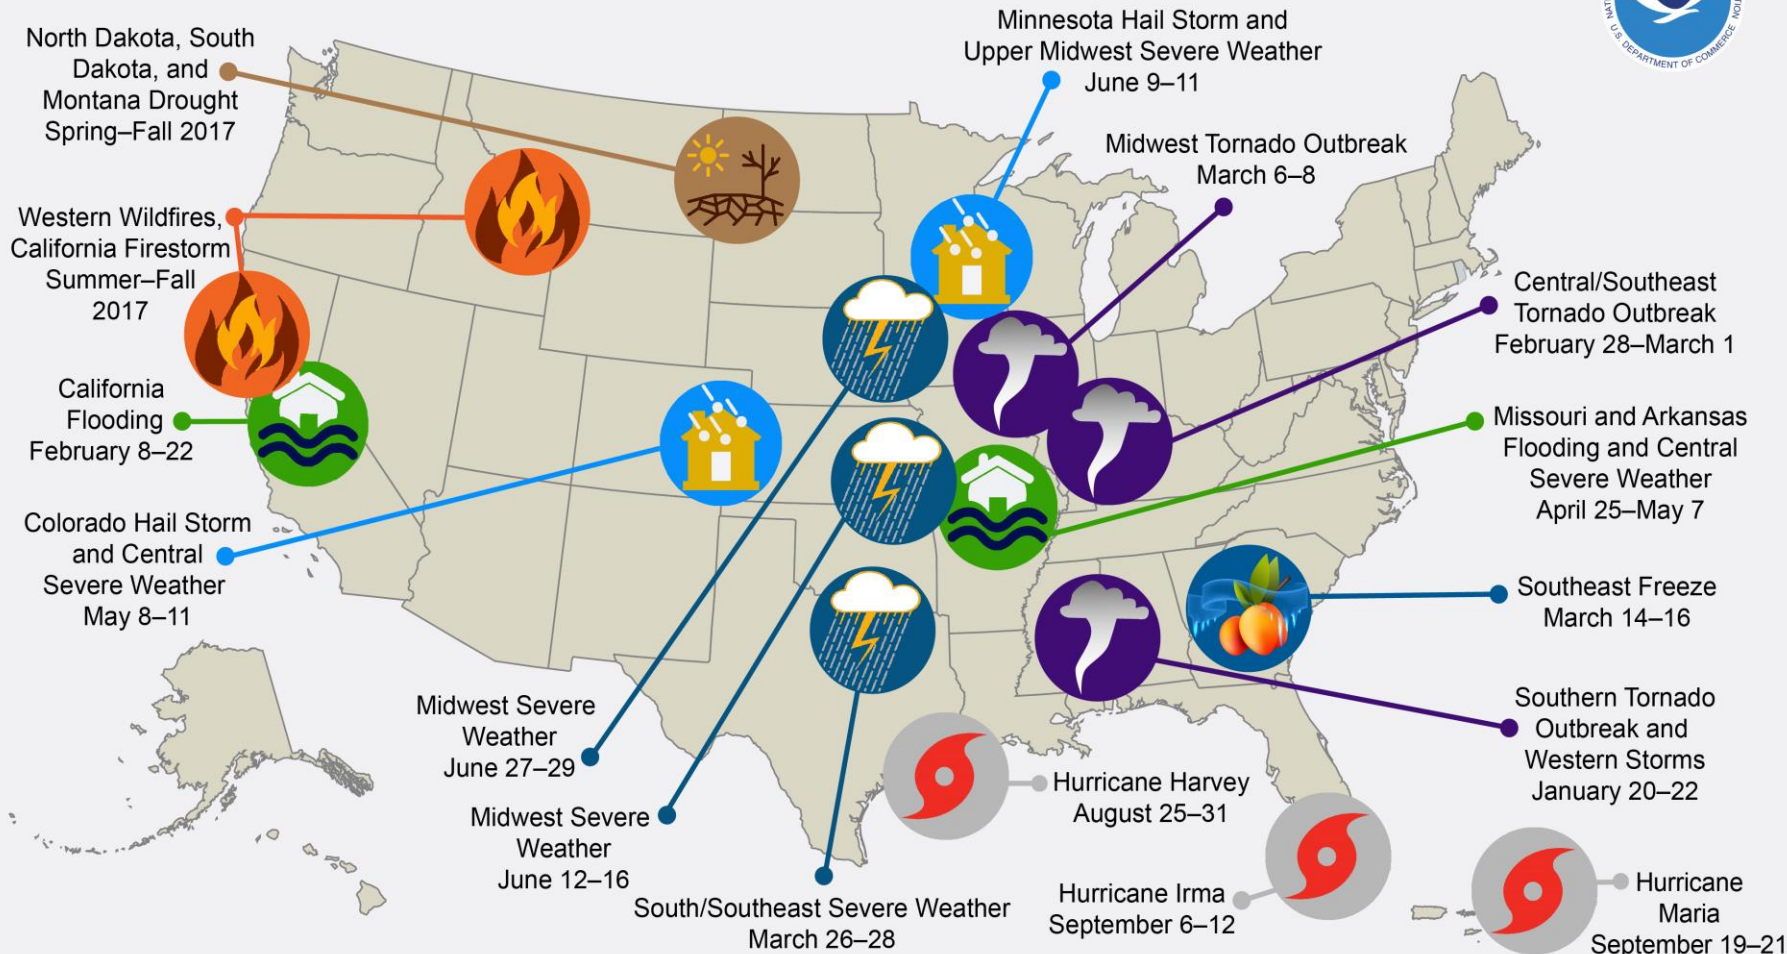 North Dakota, South
Dakota, and
Montana Drought
Spring–Fall 2017
Minnesota Hail Storm and
Upper Midwest Severe Weather
June 9–11
U.S. DEPARTMENT OF COMMERCE
Midwest Tornado Outbreak
March 6–8
Western Wildfires,
California Firestorm
Summer–Fall
2017
Central/Southeast
Tornado Outbreak
February 28–March 1
California
Flooding
February 8–22
Missouri and Arkansas
Flooding and Central
Severe Weather
April 25–May 7
Colorado Hail Storm
and Central
Severe Weather
May 8–11
Southeast Freeze
March 14–16
Southern Tornado
Outbreak and
Western Storms
January 20–22
Midwest Severe
Weather
June 27–29
Hurricane Harvey
August 25–31
Midwest Severe
Weather
June 12–16
South/Southeast Severe Weather
March 26–28
Hurricane Irma
September 6–12
Hurricane
Maria
September 19–21